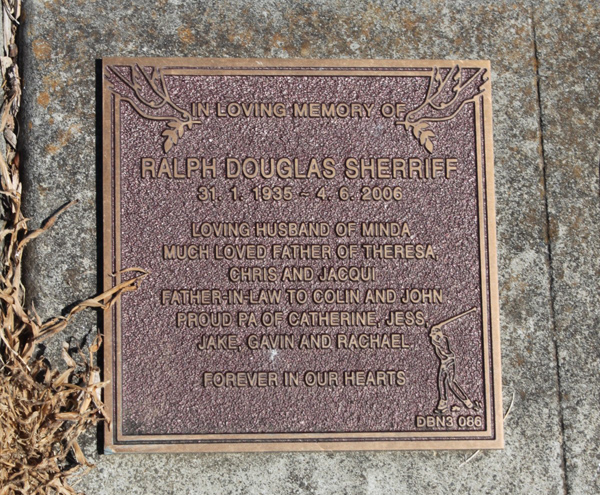 IN LOVING MEMORY OF
RALPH DOUGLAS SHERRIFF
31. 1. 1935 - 4. 6. 2006
LOVING HUSBAND OF MINDA.
MUCH LOVED FATHER OF THERESA,
CHRIS AND JACQUI
FATHER-IN-LAW TO COLIN AND JOHN
PROUD PA OF CATHERINE, JESS,
JAKE, GAVIN AND RACHAEL.
FOREVER IN OUR HEARTS
DBN3 086